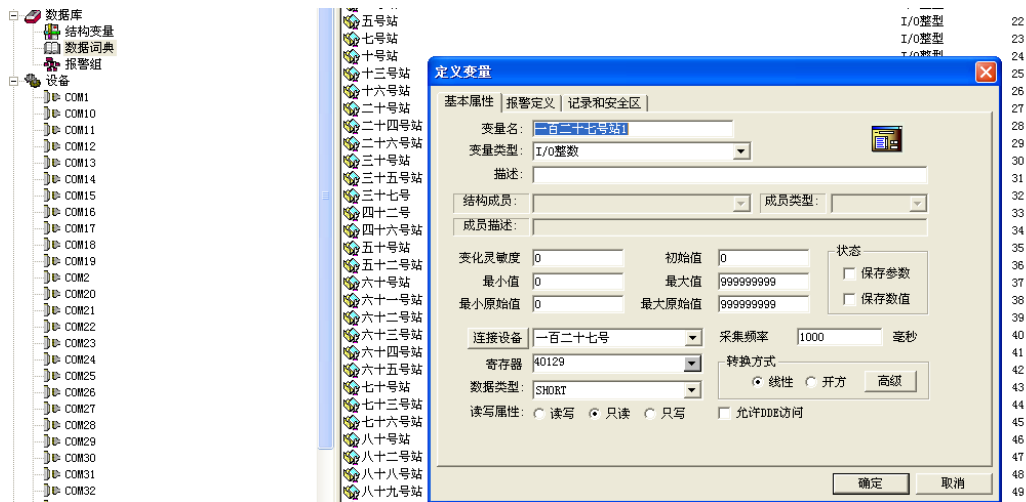 数据库
结构变量
数据词典
报警组
设备
COM1
COM10
COM11
COM12
COM13
COM14
COM15
COM16
COM17
COM18
COM19
COM2
COM20
COM21
COM22
COM23
COM24
COM25
COM26
COM27
COM28
COM29
COM30
COM31
COM32
五号站 I/O整型 22
七号站 I/O整型 23
十号站 I/O整型 24
十三号站 25
十六号站 26
二十号站 27
二十四号站 28
二十六号站 29
三十号站 30
三十五号站 31
三十七号 32
四十二号 33
四十六号站 34
五十号站 35
五十二号站 36
六十号站 37
六十一号站 38
六十二号站 39
六十三号站 40
六十四号站 41
六十五号站 42
七十号站 43
七十三号站 44
七十六号站 45
八十号站 46
八十二号站 47
八十八号站 48
八十九号站 49
定义变量
基本属性 报警定义 记录和安全区
变量名: 一百二十七号站1
变量类型: I/O整数
描述:
结构成员: 成员类型:
成员描述:
变化灵敏度 0 初始值 0
状态
保存参数
最小值 0 最大值 999999999
保存数值
最小原始值 0 最大原始值 999999999
连接设备 一百二十七号 采集频率 1000 毫秒
寄存器 40129
转换方式
线性 开方 高级
数据类型: SHORT
读写属性: 读写 只读 只写 允许DDE访问
确定 取消